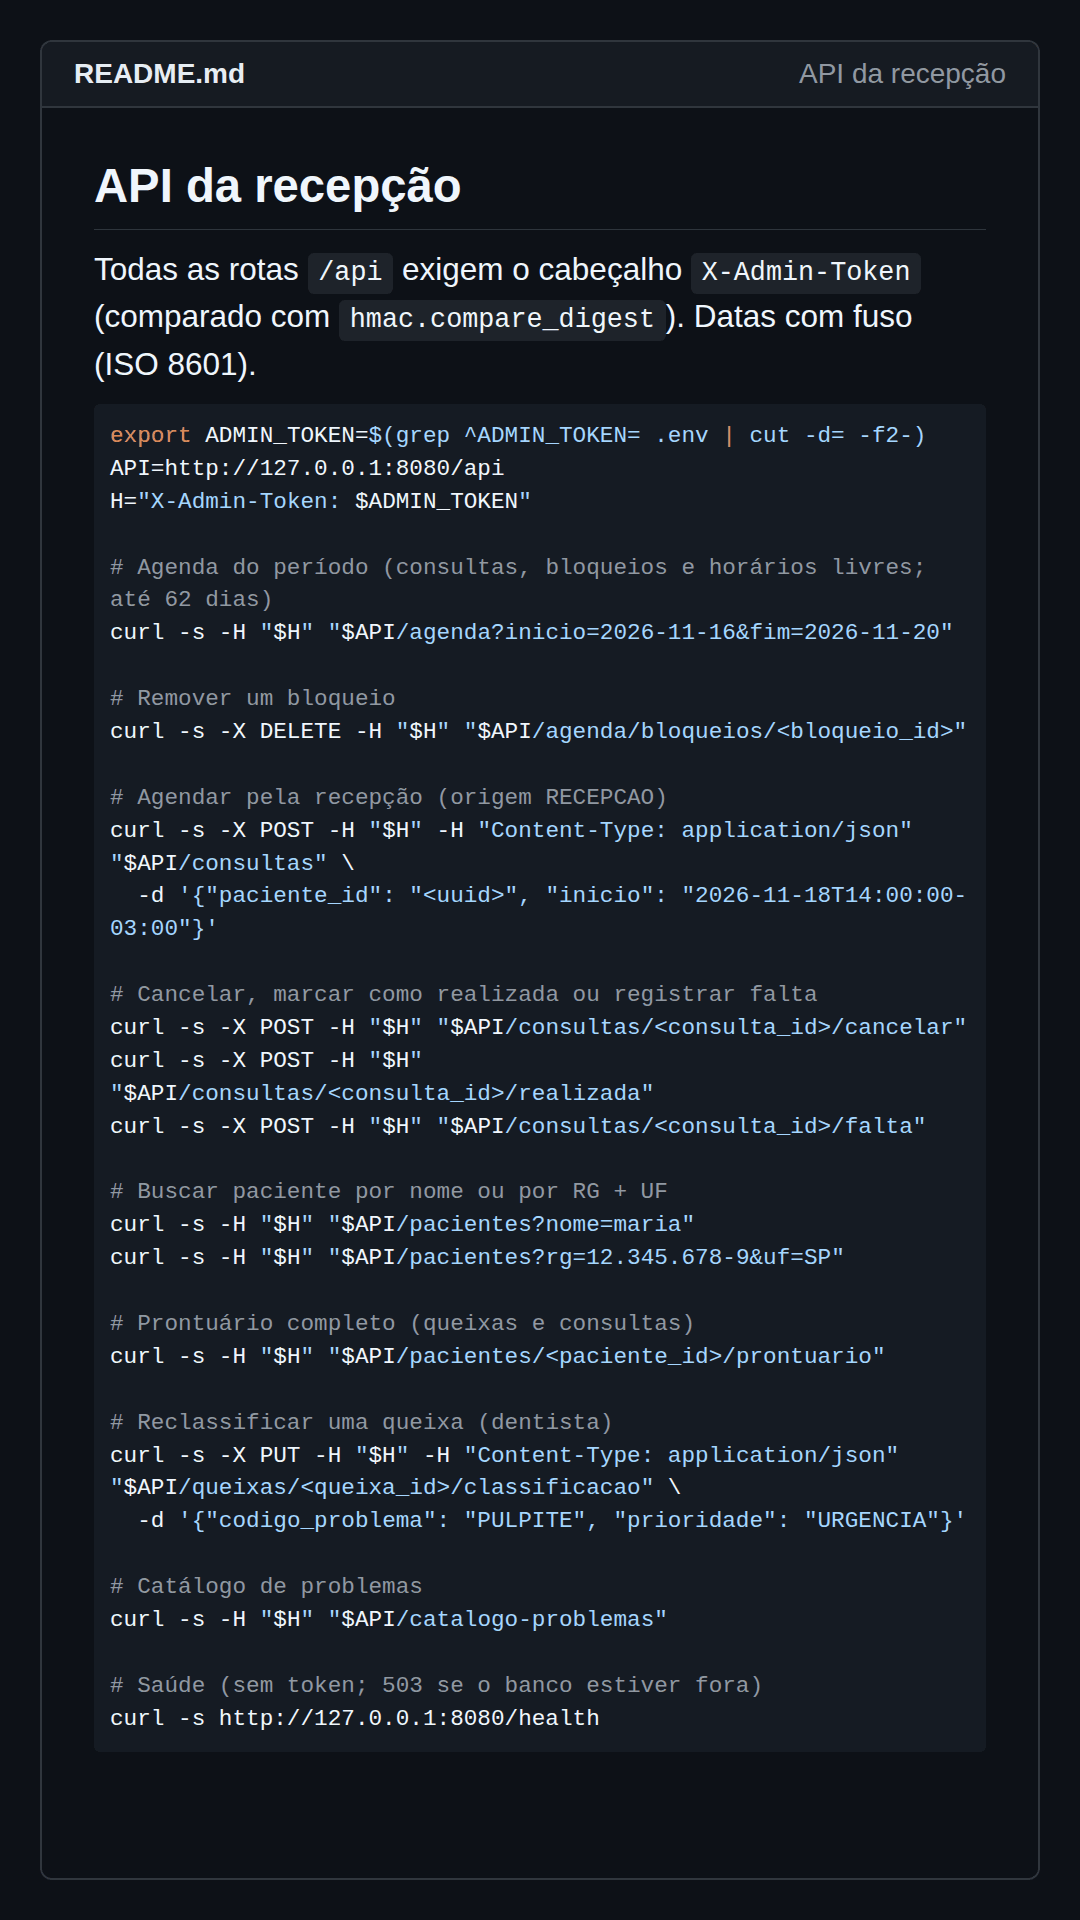 README.md
API da recepção
API da recepção
Todas as rotas /api exigem o cabeçalho X-Admin-Token
(comparado com hmac.compare_digest). Datas com fuso
(ISO 8601).
export ADMIN_TOKEN=$(grep ^ADMIN_TOKEN= .env | cut -d= -f2-)
API=http://127.0.0.1:8080/api
H="X-Admin-Token: $ADMIN_TOKEN"
# Agenda do período (consultas, bloqueios e horários livres;
até 62 dias)
curl -s -H "$H" "$API/agenda?inicio=2026-11-16&fim=2026-11-20"
# Remover um bloqueio
curl -s -X DELETE -H "$H" "$API/agenda/bloqueios/<bloqueio_id>"
# Agendar pela recepção (origem RECEPCAO)
curl -s -X POST -H "$H" -H "Content-Type: application/json"
"$API/consultas" \
  -d '{"paciente_id": "<uuid>", "inicio": "2026-11-18T14:00:00-
03:00"}'
# Cancelar, marcar como realizada ou registrar falta
curl -s -X POST -H "$H" "$API/consultas/<consulta_id>/cancelar"
curl -s -X POST -H "$H"
"$API/consultas/<consulta_id>/realizada"
curl -s -X POST -H "$H" "$API/consultas/<consulta_id>/falta"
# Buscar paciente por nome ou por RG + UF
curl -s -H "$H" "$API/pacientes?nome=maria"
curl -s -H "$H" "$API/pacientes?rg=12.345.678-9&uf=SP"
# Prontuário completo (queixas e consultas)
curl -s -H "$H" "$API/pacientes/<paciente_id>/prontuario"
# Reclassificar uma queixa (dentista)
curl -s -X PUT -H "$H" -H "Content-Type: application/json"
"$API/queixas/<queixa_id>/classificacao" \
  -d '{"codigo_problema": "PULPITE", "prioridade": "URGENCIA"}'
# Catálogo de problemas
curl -s -H "$H" "$API/catalogo-problemas"
# Saúde (sem token; 503 se o banco estiver fora)
curl -s http://127.0.0.1:8080/health